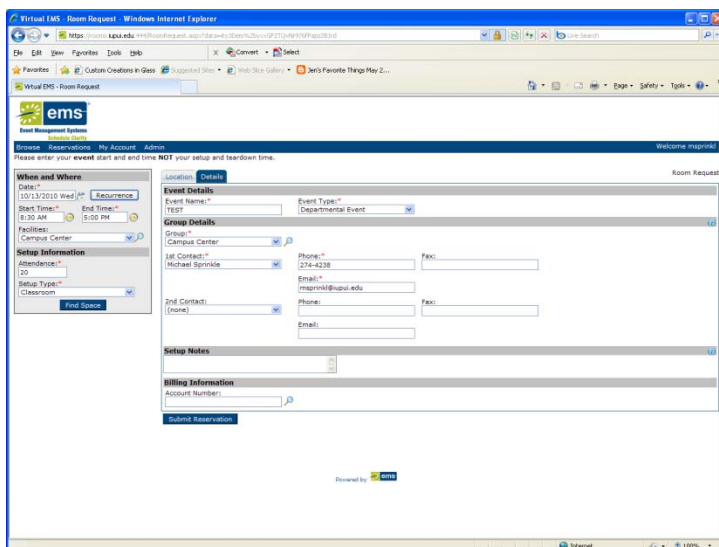 Virtual EMS - Room Request - Windows Internet Explorer
Live Search
File Edit View Favorites Tools Help
Convert Select
Favorites Custom Creations in Glass Suggested Sites Web Slice Gallery Jen's Favorite Things May 2...
Virtual EMS - Room Request
Page Safety Tools
ems
Event Management Systems
Schedule Clarity
Browse Reservations My Account Admin Welcome msprinkl
Please enter your event start and end time NOT your setup and teardown time.
Room Request
When and Where
Date:*
10/13/2010 Wed Recurrence
Start Time:* End Time:*
8:30 AM 5:00 PM
Facilities:
Campus Center
Setup Information
Attendance:*
20
Setup Type:*
Classroom
Find Space
Location Details
Event Details
Event Name:* Event Type:*
TEST Departmental Event
Group Details
Group:*
Campus Center
1st Contact:* Phone:* Fax:
Michael Sprinkle 274-4238
Email:*
msprinkl@iupui.edu
2nd Contact: Phone: Fax:
(none)
Email:
Setup Notes
Billing Information
Account Number:
Submit Reservation
Powered by ems
Internet 100%